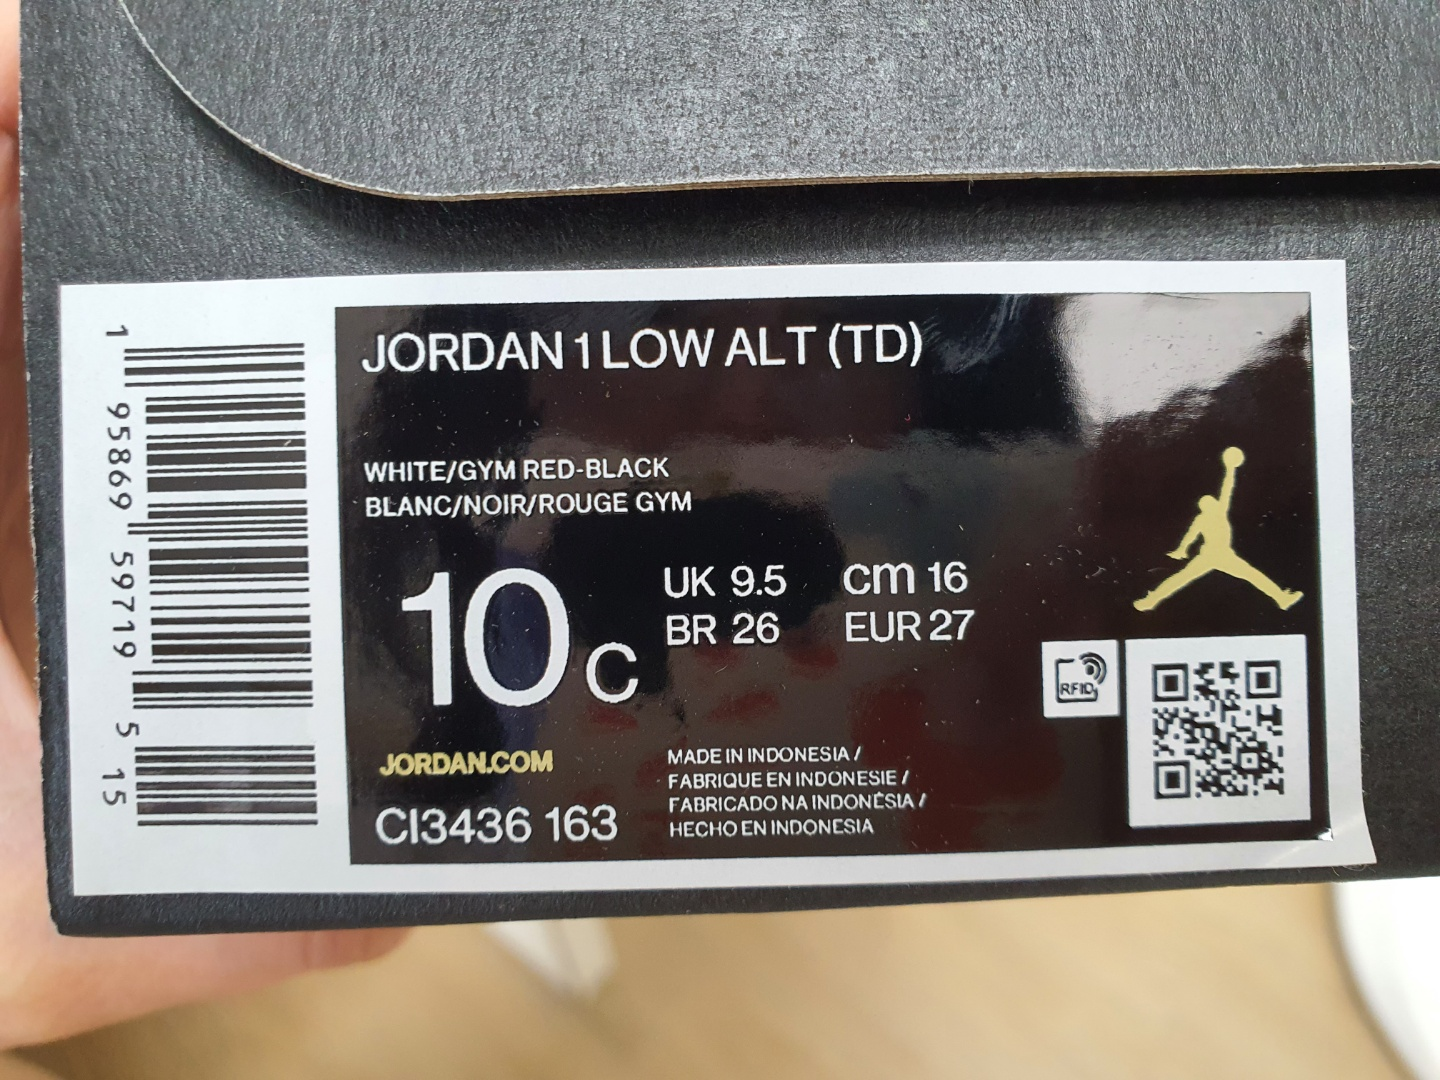 JORDAN 1 LOW ALT (TD)
WHITE/GYM RED-BLACK
BLANC/NOIR/ROUGE GYM
10 C
UK 9.5 cm 16
BR 26 EUR 27
RFID
JORDAN.COM
CI3436 163
MADE IN INDONESIA /
FABRIQUE EN INDONESIE /
FABRICADO NA INDONÉSIA /
HECHO EN INDONESIA
1 95869 59719 5 15